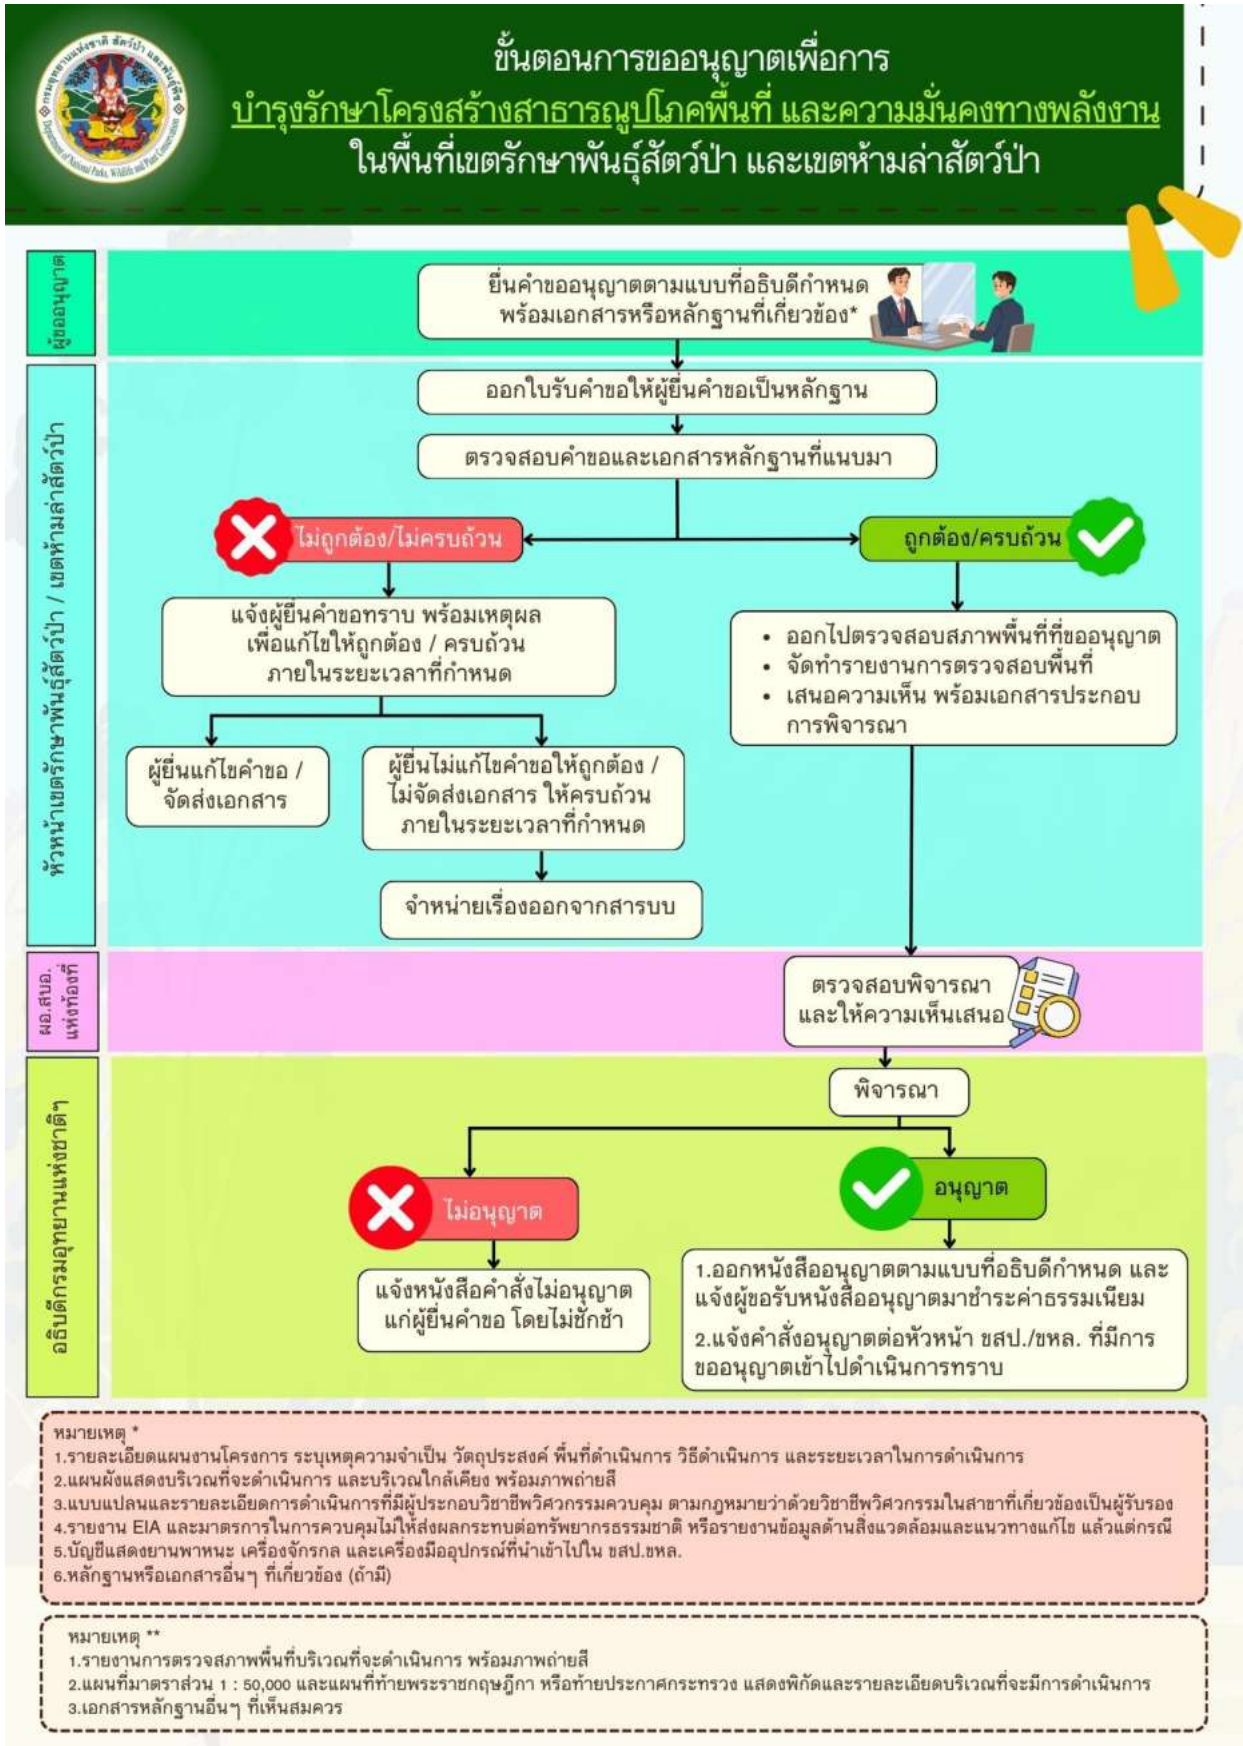 กรมอุทยานแห่งชาติ สัตว์ป่า และพันธุ์พืช
Department of National Parks, Wildlife and Plant Conservation
ขั้นตอนการขออนุญาตเพื่อการ
บำรุงรักษาโครงสร้างสาธารณูปโภคพื้นที่ และความมั่นคงทางพลังงาน
ในพื้นที่เขตรักษาพันธุ์สัตว์ป่า และเขตห้ามล่าสัตว์ป่า
ผู้ขออนุญาต
ยื่นคำขออนุญาตตามแบบที่อธิบดีกำหนด
พร้อมเอกสารหรือหลักฐานที่เกี่ยวข้อง*
หัวหน้าเขตรักษาพันธุ์สัตว์ป่า / เขตห้ามล่าสัตว์ป่า
ออกใบรับคำขอให้ผู้ยื่นคำขอเป็นหลักฐาน
ตรวจสอบคำขอและเอกสารหลักฐานที่แนบมา
ไม่ถูกต้อง/ไม่ครบถ้วน
ถูกต้อง/ครบถ้วน
แจ้งผู้ยื่นคำขอทราบ พร้อมเหตุผล
เพื่อแก้ไขให้ถูกต้อง / ครบถ้วน
ภายในระยะเวลาที่กำหนด
• ออกไปตรวจสอบสภาพพื้นที่ที่ขออนุญาต
• จัดทำรายงานการตรวจสอบพื้นที่
• เสนอความเห็น พร้อมเอกสารประกอบ
การพิจารณา
ผู้ยื่นแก้ไขคำขอ /
จัดส่งเอกสาร
ผู้ยื่นไม่แก้ไขคำขอให้ถูกต้อง /
ไม่จัดส่งเอกสาร ให้ครบถ้วน
ภายในระยะเวลาที่กำหนด
จำหน่ายเรื่องออกจากสารบบ
ผอ.สบอ.
แห่งท้องที่
ตรวจสอบพิจารณา
และให้ความเห็นเสนอ
อธิบดีกรมอุทยานแห่งชาติฯ
พิจารณา
ไม่อนุญาต
อนุญาต
แจ้งหนังสือคำสั่งไม่อนุญาต
แก่ผู้ยื่นคำขอ โดยไม่ชักช้า
1.ออกหนังสืออนุญาตตามแบบที่อธิบดีกำหนด และ
แจ้งผู้ขอรับหนังสืออนุญาตมาชำระค่าธรรมเนียม
2.แจ้งคำสั่งอนุญาตต่อหัวหน้า ขสป./ขหล. ที่มีการ
ขออนุญาตเข้าไปดำเนินการทราบ
หมายเหตุ *
1.รายละเอียดแผนงานโครงการ ระบุเหตุความจำเป็น วัตถุประสงค์ พื้นที่ดำเนินการ วิธีดำเนินการ และระยะเวลาในการดำเนินการ
2.แผนผังแสดงบริเวณที่จะดำเนินการ และบริเวณใกล้เคียง พร้อมภาพถ่ายสี
3.แบบแปลนและรายละเอียดการดำเนินการที่มีผู้ประกอบวิชาชีพวิศวกรรมควบคุม ตามกฎหมายว่าด้วยวิชาชีพวิศวกรรมในสาขาที่เกี่ยวข้องเป็นผู้รับรอง
4.รายงาน EIA และมาตรการในการควบคุมไม่ให้ส่งผลกระทบต่อทรัพยากรธรรมชาติ หรือรายงานข้อมูลด้านสิ่งแวดล้อมและแนวทางแก้ไข แล้วแต่กรณี
5.บัญชีแสดงยานพาหนะ เครื่องจักรกล และเครื่องมืออุปกรณ์ที่นำเข้าไปใน ขสป.ขหล.
6.หลักฐานหรือเอกสารอื่นๆ ที่เกี่ยวข้อง (ถ้ามี)
หมายเหตุ **
1.รายงานการตรวจสภาพพื้นที่บริเวณที่จะดำเนินการ พร้อมภาพถ่ายสี
2.แผนที่มาตราส่วน 1 : 50,000 และแผนที่ท้ายพระราชกฤษฎีกา หรือท้ายประกาศกระทรวง แสดงพิกัดและรายละเอียดบริเวณที่จะมีการดำเนินการ
3.เอกสารหลักฐานอื่นๆ ที่เห็นสมควร